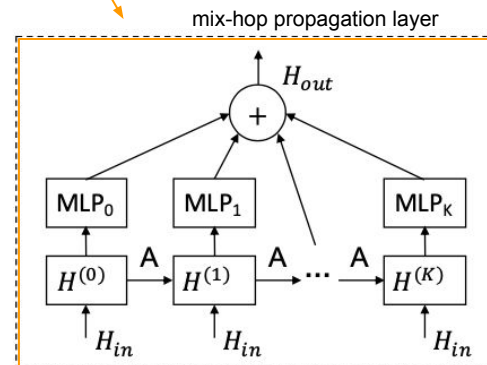 mix-hop propagation layer
H_out
+
MLP_0 MLP_1 MLP_K
A A A
H^(0) H^(1) ... H^(K)
H_in H_in H_in